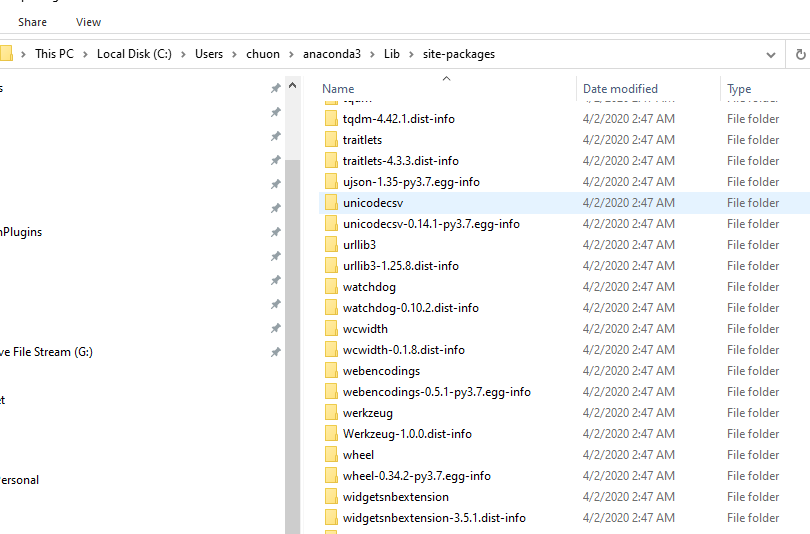 Share View
This PC Local Disk (C:) Users chuon anaconda3 Lib site-packages
Name Date modified Type
tqdm 4/2/2020 2:47 AM File folder
tqdm-4.42.1.dist-info 4/2/2020 2:47 AM File folder
traitlets 4/2/2020 2:47 AM File folder
traitlets-4.3.3.dist-info 4/2/2020 2:47 AM File folder
ujson-1.35-py3.7.egg-info 4/2/2020 2:47 AM File folder
unicodecsv 4/2/2020 2:47 AM File folder
unicodecsv-0.14.1-py3.7.egg-info 4/2/2020 2:47 AM File folder
nPlugins urllib3 4/2/2020 2:47 AM File folder
urllib3-1.25.8.dist-info 4/2/2020 2:47 AM File folder
watchdog 4/2/2020 2:47 AM File folder
watchdog-0.10.2.dist-info 4/2/2020 2:47 AM File folder
wcwidth 4/2/2020 2:47 AM File folder
ve File Stream (G:) wcwidth-0.1.8.dist-info 4/2/2020 2:47 AM File folder
webencodings 4/2/2020 2:47 AM File folder
et webencodings-0.5.1-py3.7.egg-info 4/2/2020 2:47 AM File folder
werkzeug 4/2/2020 2:47 AM File folder
Werkzeug-1.0.0.dist-info 4/2/2020 2:47 AM File folder
wheel 4/2/2020 2:47 AM File folder
ersonal wheel-0.34.2-py3.7.egg-info 4/2/2020 2:47 AM File folder
widgetsnbextension 4/2/2020 2:47 AM File folder
widgetsnbextension-3.5.1.dist-info 4/2/2020 2:47 AM File folder